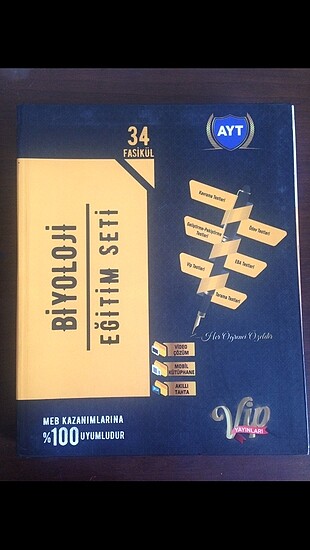 AYT
34
FASİKÜL
BİYOLOJİ
EĞİTİM SETİ
Kavrama Testleri
Ödev Testleri
Geliştirme-Pekiştirme
Testleri
ESA Testleri
Vip Testleri
Tarama Testleri
Her Öğrenci Özeldir
VİDEO
ÇÖZÜM
MOBİL
KÜTÜPHANE
AKILLI
TAHTA
MEB KAZANIMLARINA
%100 UYUMLUDUR
Vip
YAYINLARI